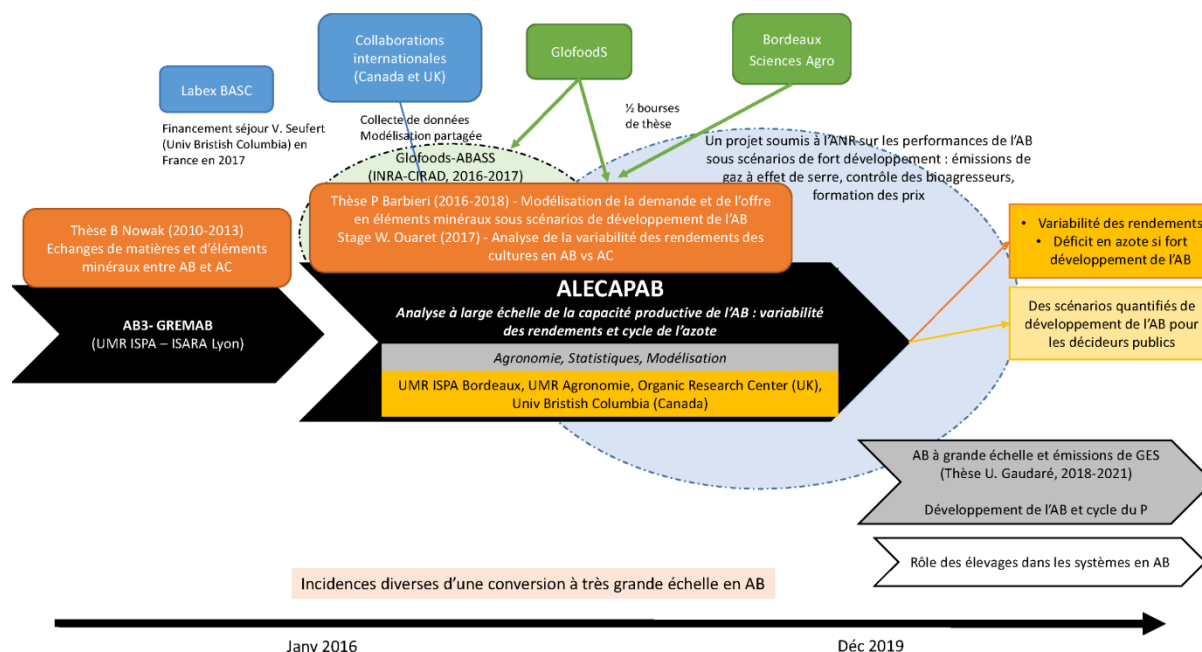 Collaborations
internationales
(Canada et UK)
GlofoodS
Bordeaux
Sciences Agro
Labex BASC
Financement séjour V. Seufert
(Univ Bristish Columbia) en
France en 2017
Collecte de données
Modélisation partagée
½ bourses
de thèse
Glofoods-ABASS
(INRA-CIRAD, 2016-2017)
Un projet soumis à l'ANR sur les performances de l'AB
sous scénarios de fort développement : émissions de
gaz à effet de serre, contrôle des bioagresseurs,
formation des prix
Thèse B Nowak (2010-2013)
Echanges de matières et d'éléments
minéraux entre AB et AC
Thèse P Barbieri (2016-2018) - Modélisation de la demande et de l'offre
en éléments minéraux sous scénarios de développement de l'AB
Stage W. Ouaret (2017) - Analyse de la variabilité des rendements des
cultures en AB vs AC
• Variabilité des rendements
• Déficit en azote si fort
développement de l'AB
AB3- GREMAB
(UMR ISPA – ISARA Lyon)
ALECAPAB
Analyse à large échelle de la capacité productive de l'AB : variabilité
des rendements et cycle de l'azote
Agronomie, Statistiques, Modélisation
UMR ISPA Bordeaux, UMR Agronomie, Organic Research Center (UK),
Univ Bristish Columbia (Canada)
Des scénarios quantifiés de
développement de l'AB pour
les décideurs publics
AB à grande échelle et émissions de GES
(Thèse U. Gaudaré, 2018-2021)
Développement de l'AB et cycle du P
Rôle des élevages dans les systèmes en AB
Incidences diverses d'une conversion à très grande échelle en AB
Janv 2016
Déc 2019